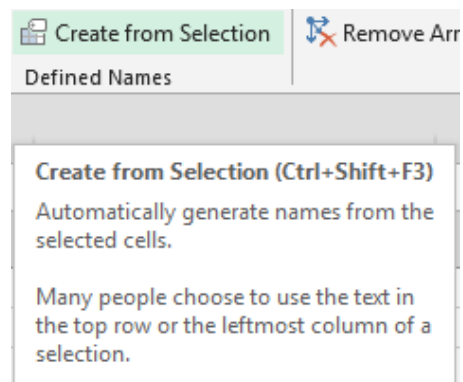 Create from Selection
Remove Arr
Defined Names
Create from Selection (Ctrl+Shift+F3)
Automatically generate names from the
selected cells.
Many people choose to use the text in
the top row or the leftmost column of a
selection.